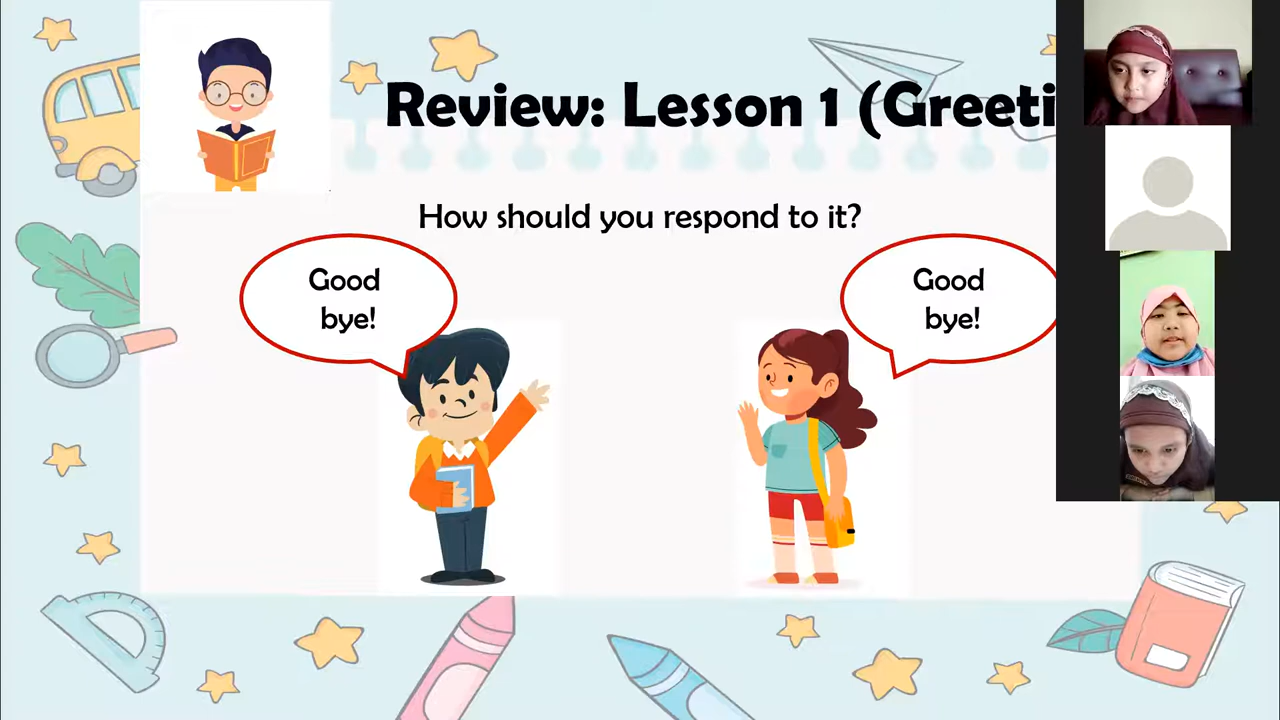 Review: Lesson 1 (Greeti
How should you respond to it?
Good
bye!
Good
bye!